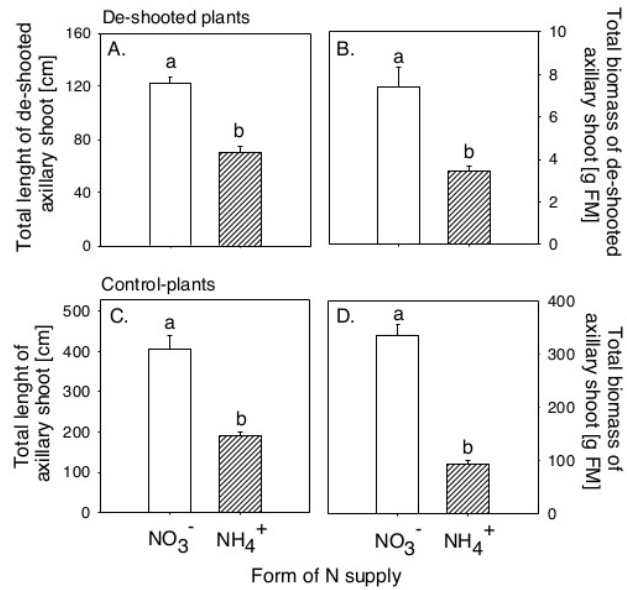 De-shooted plants
Total lenght of de-shooted
axillary shoot [cm]
160
120
80
40
0
A.
a
b
B.
a
b
10
8
6
4
2
0
Total biomass of de-shooted
axillary shoot [g FM]
Control-plants
Total lenght of
axillary shoot [cm]
500
400
300
200
100
0
C.
a
b
D.
a
b
400
300
200
100
0
Total biomass of
axillary shoot [g FM]
NO₃⁻ NH₄⁺ NO₃⁻ NH₄⁺
Form of N supply